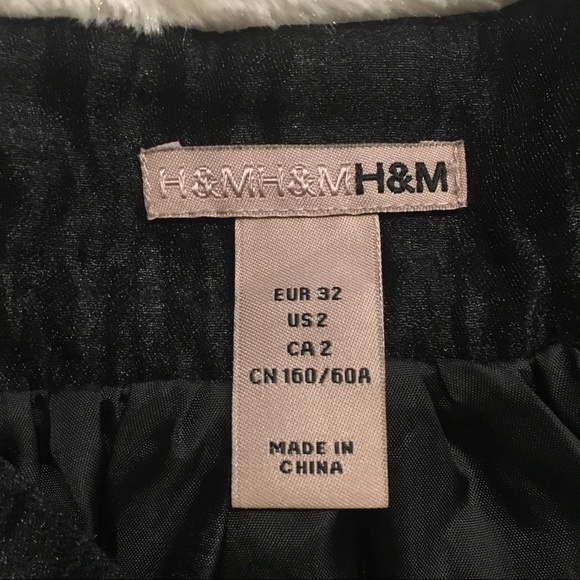 H&MH&MH&M
EUR 32
US 2
CA 2
CN 160/60A
MADE IN
CHINA